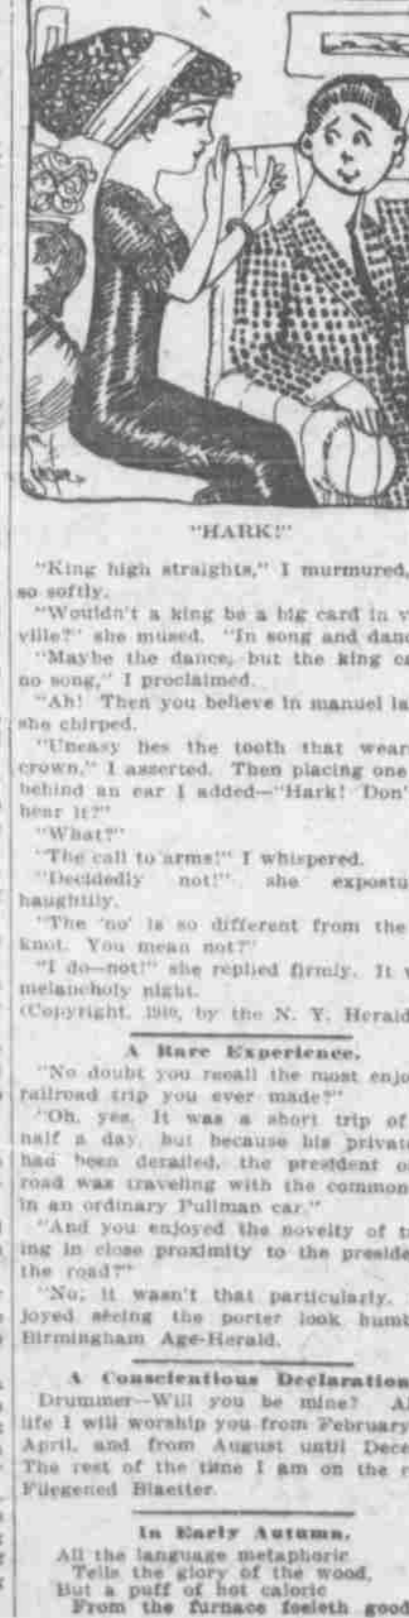 "HARK!"
"King high straights," I murmured,
so softly.
"Wouldn't a king be a big card in v
ville?" she mused. "In song and danc
"Maybe the dance, but the king ca
no song," I proclaimed.
"Ah! Then you believe in manuel la
she chirped.
"Uneasy lies the tooth that wear
crown," I asserted. Then placing one
behind an ear I added—"Hark! Don'
hear it?"
"What?"
"The call to arms!" I whispered.
"Decidedly not!" she expostu
haughtily.
"The 'no' is so different from the
knot. You mean not?"
"I do—not!" she replied firmly. It w
melancholy night.
(Copyright, 1910, by the N. Y. Herald
A Rare Experience.
"No doubt you recall the most enjo
railroad trip you ever made?"
"Oh, yes. It was a short trip of
half a day, but because his privat
had been derailed, the president o
road was traveling with the common
in an ordinary Pullman car."
"And you enjoyed the novelty of t
ing in close proximity to the preside
the road?"
"No; it wasn't that particularly.
joyed seeing the porter look humb
Birmingham Age-Herald.
A Conscientious Declaration
Drummer—Will you be mine? Al
life I will worship you from February
April, and from August until Dece
The rest of the time I am on the r
Fliegened Blaetter.
In Early Autumn.
All the language metaphoric
Tells the glory of the wood,
But a puff of hot caloric
From the furnace feeleth good